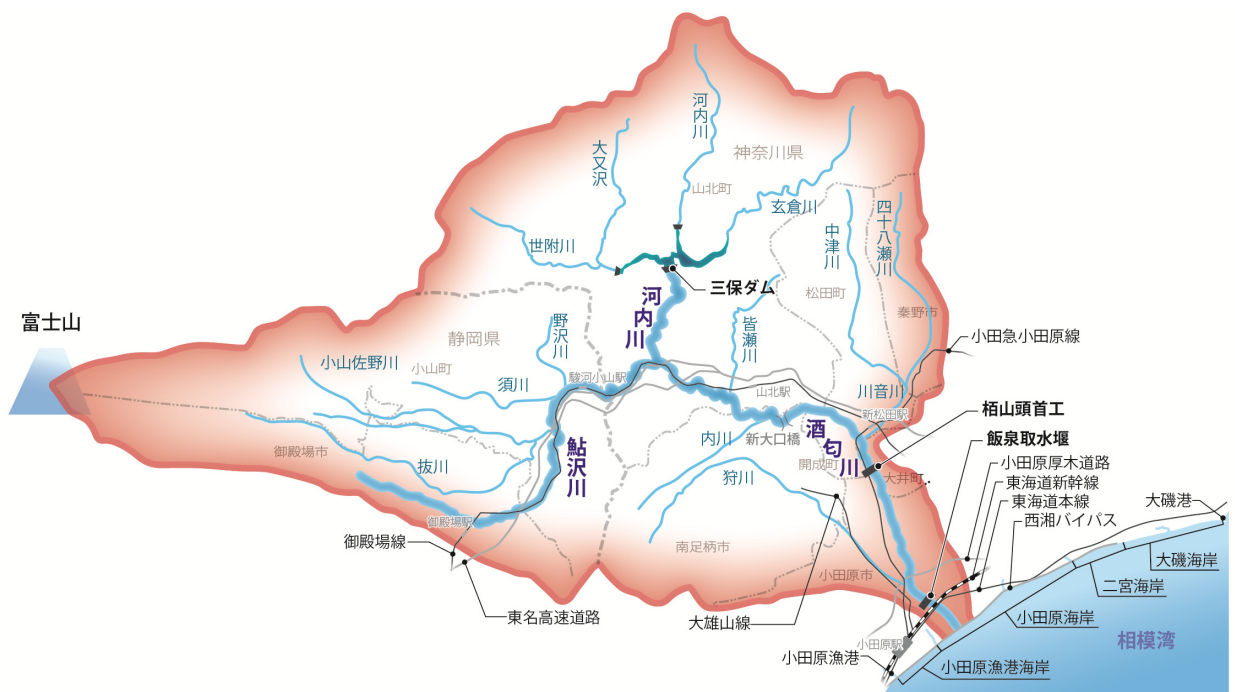 河内川
大又沢
神奈川県
山北町
玄倉川
四十八瀬川
中津川
世附川
三保ダム
河内川
松田町
秦野市
富士山
野沢川
皆瀬川
静岡県
小田急小田原線
小山佐野川
小山町
須川
駿河小山駅
山北駅
川音川
新松田駅
栢山頭首工
酒匂川
新大口橋
内川
飯泉取水堰
鮎沢川
御殿場市
抜川
狩川
開成町
大井町
小田原厚木道路
東海道新幹線
東海道本線
西湘バイパス
大磯港
御殿場駅
御殿場線
南足柄市
小田原市
大磯海岸
二宮海岸
東名高速道路
大雄山線
小田原海岸
相模湾
小田原駅
小田原漁港
小田原漁港海岸